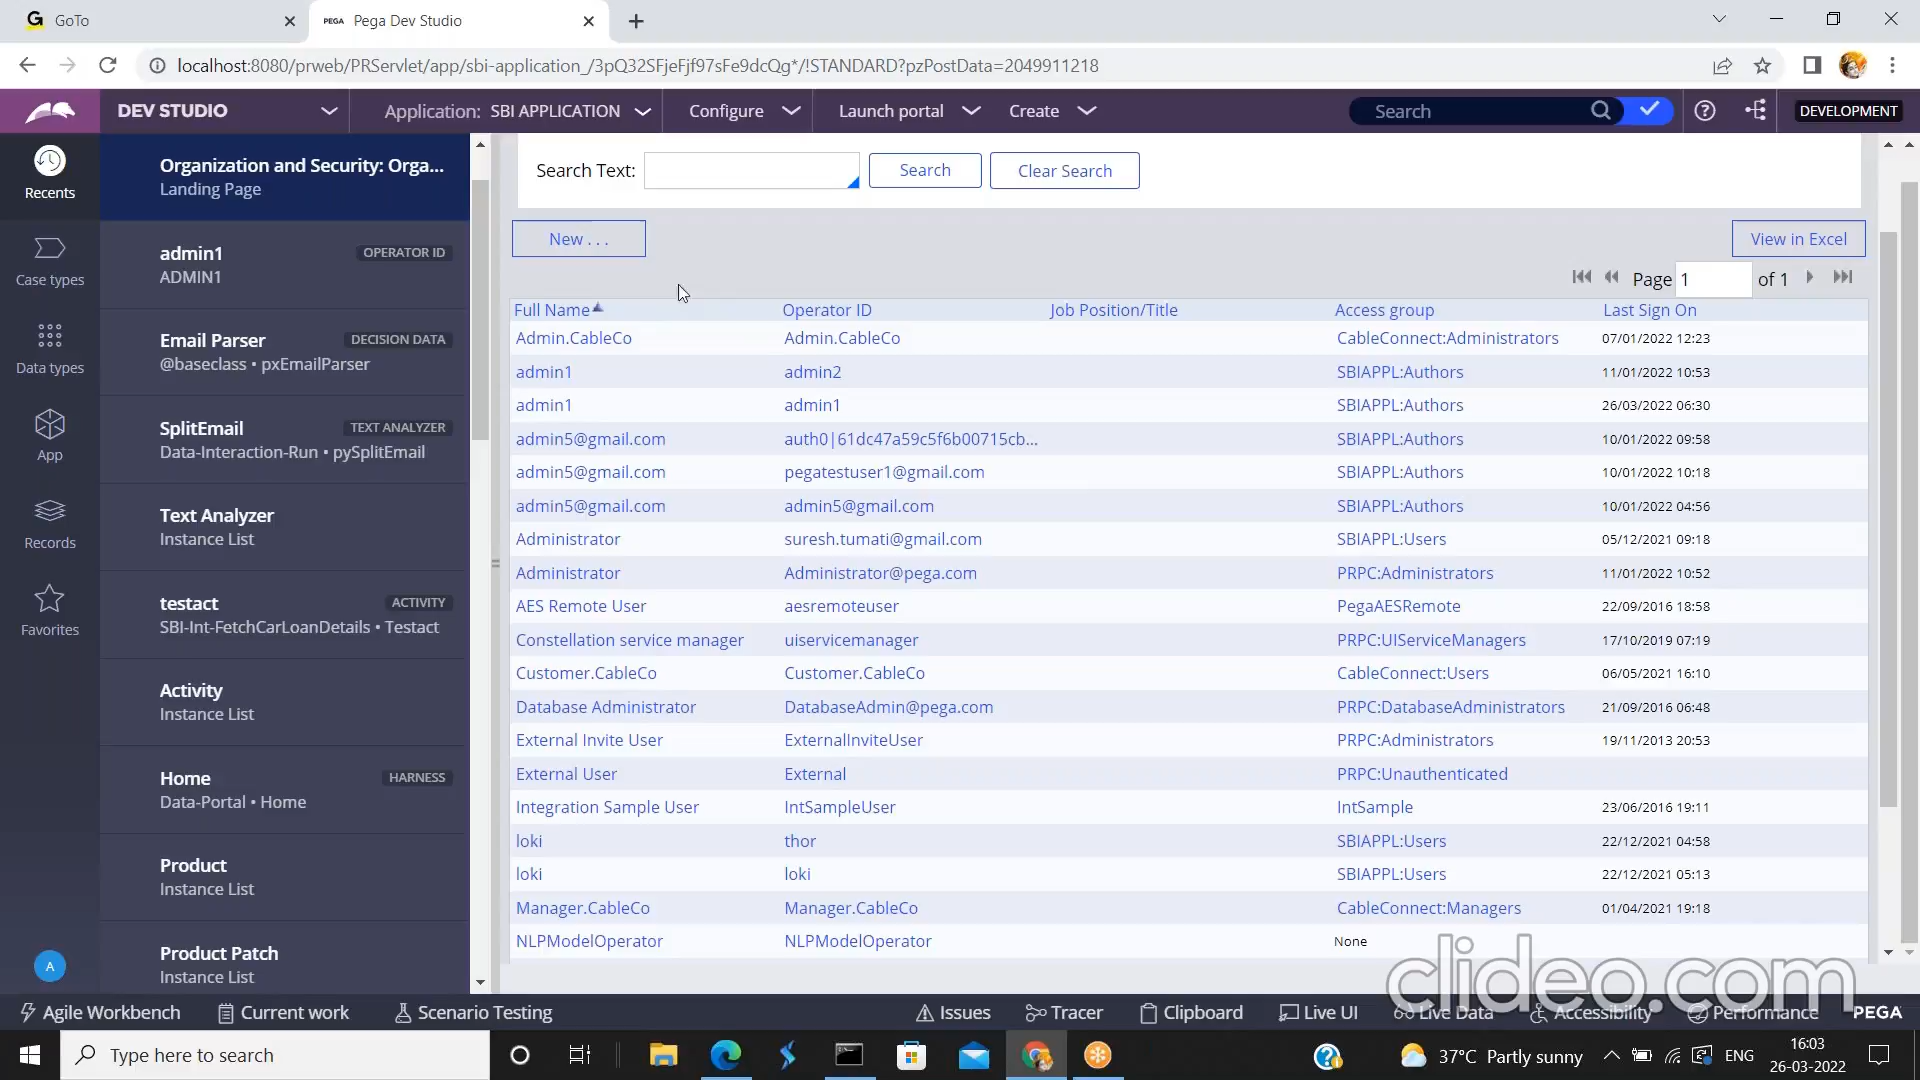 GoTo
PEGA Pega Dev Studio
localhost:8080/prweb/PRServlet/app/sbi-application_/3pQ32SFjeFjf97sFe9dcQg*/!STANDARD?pzPostData=2049911218
DEV STUDIO Application: SBI APPLICATION Configure Launch portal Create Search DEVELOPMENT
Recents
Case types
Data types
App
Records
Favorites
A
Organization and Security: Orga...
Landing Page
admin1 OPERATOR ID
ADMIN1
Email Parser DECISION DATA
@baseclass • pxEmailParser
SplitEmail TEXT ANALYZER
Data-Interaction-Run • pySplitEmail
Text Analyzer
Instance List
testact ACTIVITY
SBI-Int-FetchCarLoanDetails • Testact
Activity
Instance List
Home HARNESS
Data-Portal • Home
Product
Instance List
Product Patch
Instance List
Search Text: Search Clear Search
New . . . View in Excel
Page 1 of 1
Full Name Operator ID Job Position/Title Access group Last Sign On
Admin.CableCo Admin.CableCo CableConnect:Administrators 07/01/2022 12:23
admin1 admin2 SBIAPPL:Authors 11/01/2022 10:53
admin1 admin1 SBIAPPL:Authors 26/03/2022 06:30
admin5@gmail.com auth0|61dc47a59c5f6b00715cb... SBIAPPL:Authors 10/01/2022 09:58
admin5@gmail.com pegatestuser1@gmail.com SBIAPPL:Authors 10/01/2022 10:18
admin5@gmail.com admin5@gmail.com SBIAPPL:Authors 10/01/2022 04:56
Administrator suresh.tumati@gmail.com SBIAPPL:Users 05/12/2021 09:18
Administrator Administrator@pega.com PRPC:Administrators 11/01/2022 10:52
AES Remote User aesremoteuser PegaAESRemote 22/09/2016 18:58
Constellation service manager uiservicemanager PRPC:UIServiceManagers 17/10/2019 07:19
Customer.CableCo Customer.CableCo CableConnect:Users 06/05/2021 16:10
Database Administrator DatabaseAdmin@pega.com PRPC:DatabaseAdministrators 21/09/2016 06:48
External Invite User ExternalInviteUser PRPC:Administrators 19/11/2013 20:53
External User External PRPC:Unauthenticated
Integration Sample User IntSampleUser IntSample 23/06/2016 19:11
loki thor SBIAPPL:Users 22/12/2021 04:58
loki loki SBIAPPL:Users 22/12/2021 05:13
Manager.CableCo Manager.CableCo CableConnect:Managers 01/04/2021 19:18
NLPModelOperator NLPModelOperator None
clideo.com
Agile Workbench Current work Scenario Testing Issues Tracer Clipboard Live UI Live Data Accessibility Performance PEGA
Type here to search 37°C Partly sunny ENG 16:03
26-03-2022